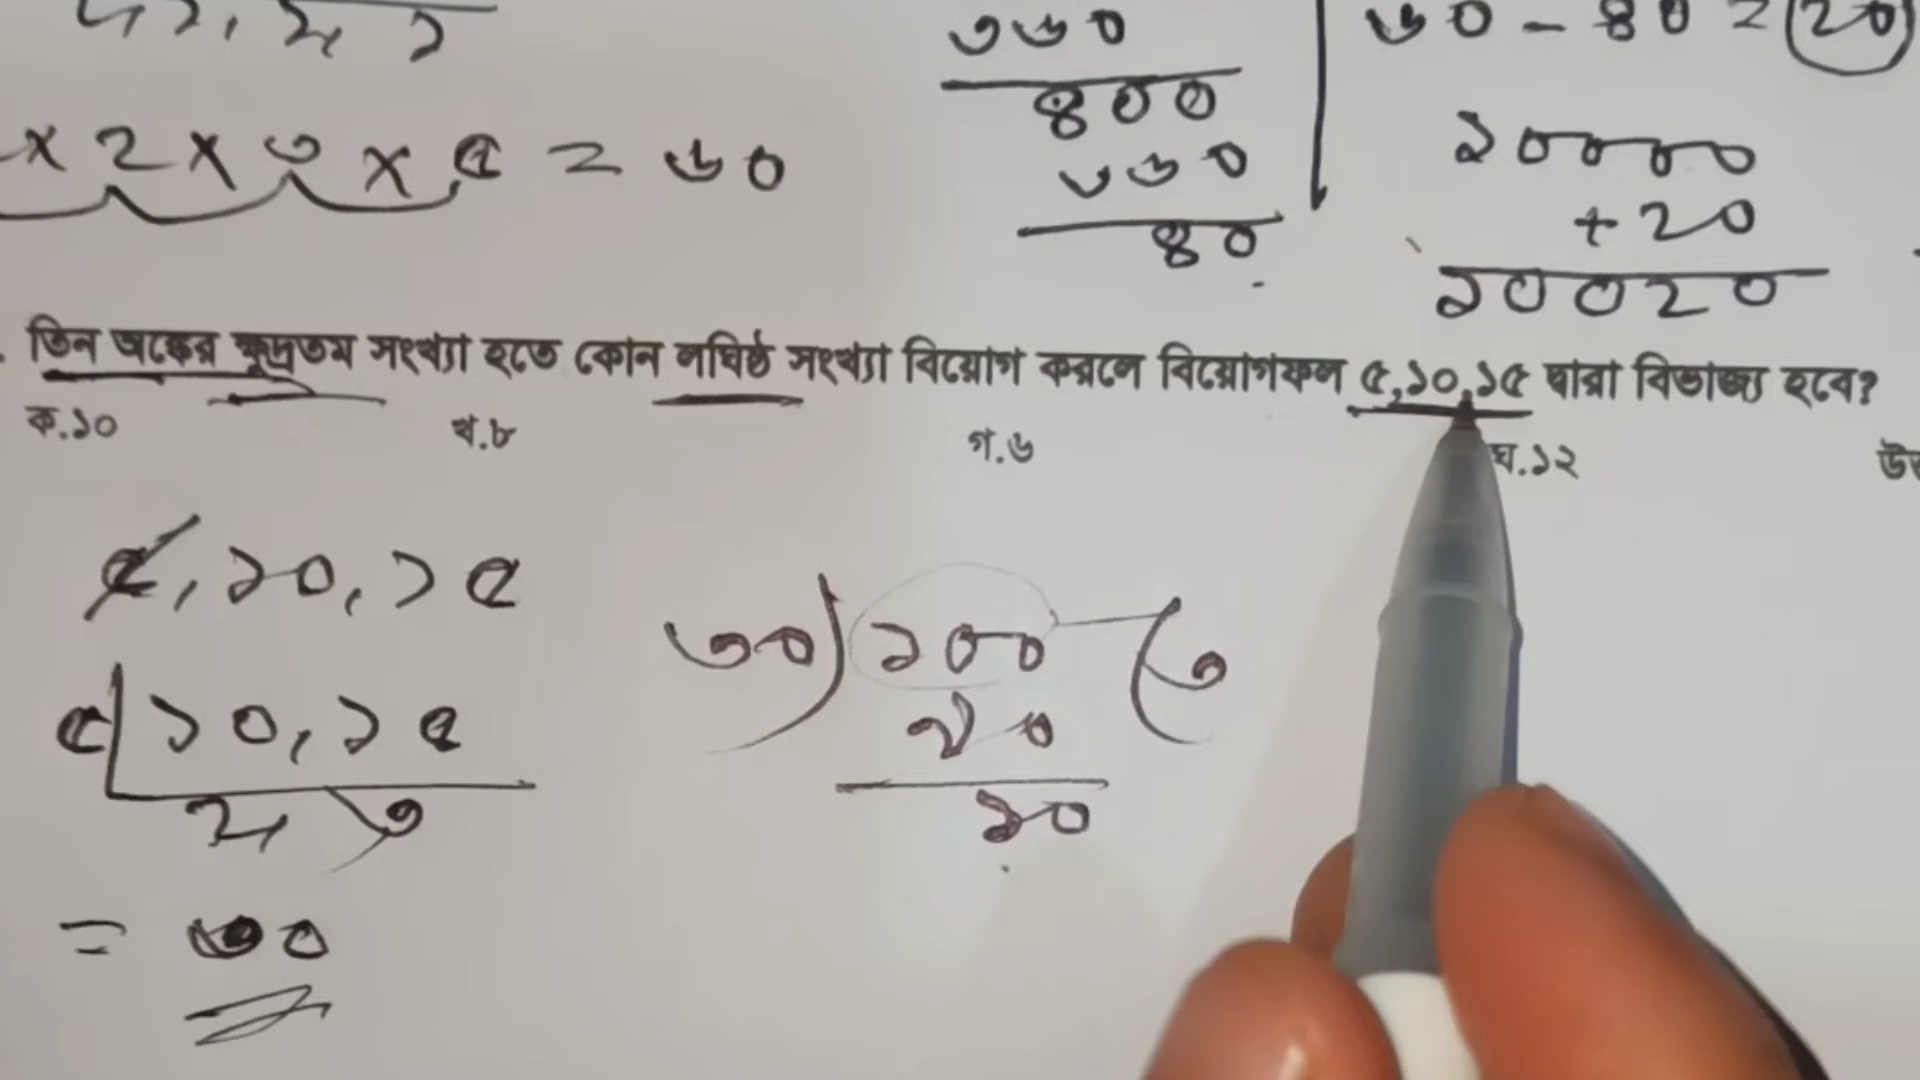 ৩৬০
৬০ - ৪০ = ২০
৪০০
১০০০০
× ২ × ৩ × ৫ = ৬০
৩৬০
+ ২০
৪০
১০০২০
তিন অঙ্কের ক্ষুদ্রতম সংখ্যা হতে কোন লঘিষ্ঠ সংখ্যা বিয়োগ করলে বিয়োগফল ৫,১০,১৫ দ্বারা বিভাজ্য হবে?
ক.১০ খ.৮ গ.৬ ঘ.১২
৫, ১০, ১৫
৩০) ১০০ (৩
৫ ১০, ১৫
৯০
২, ৩
১০
= ৩০